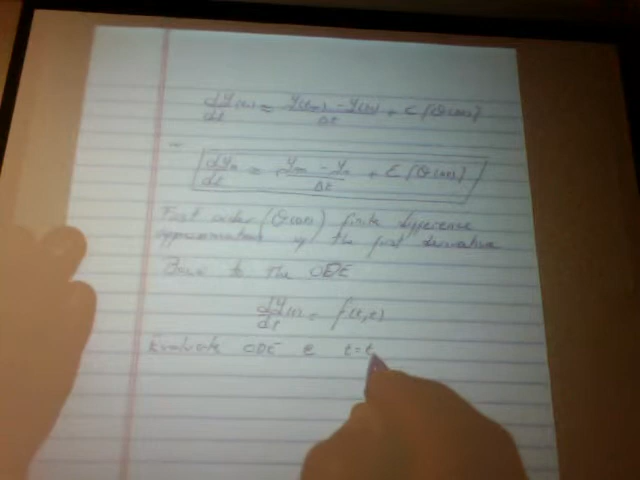 dy(tn)/dt ≈ (y(tn+1) - y(tn))/Δt + E(O(Δt))
dyn/dt ≈ (yn+1 - yn)/Δt + E(O(Δt))
First order (O(Δt)) finite difference
approximation of the first derivative
Back to the ODE
dy(t)/dt = f(t,
Evaluate ODE @ t=t